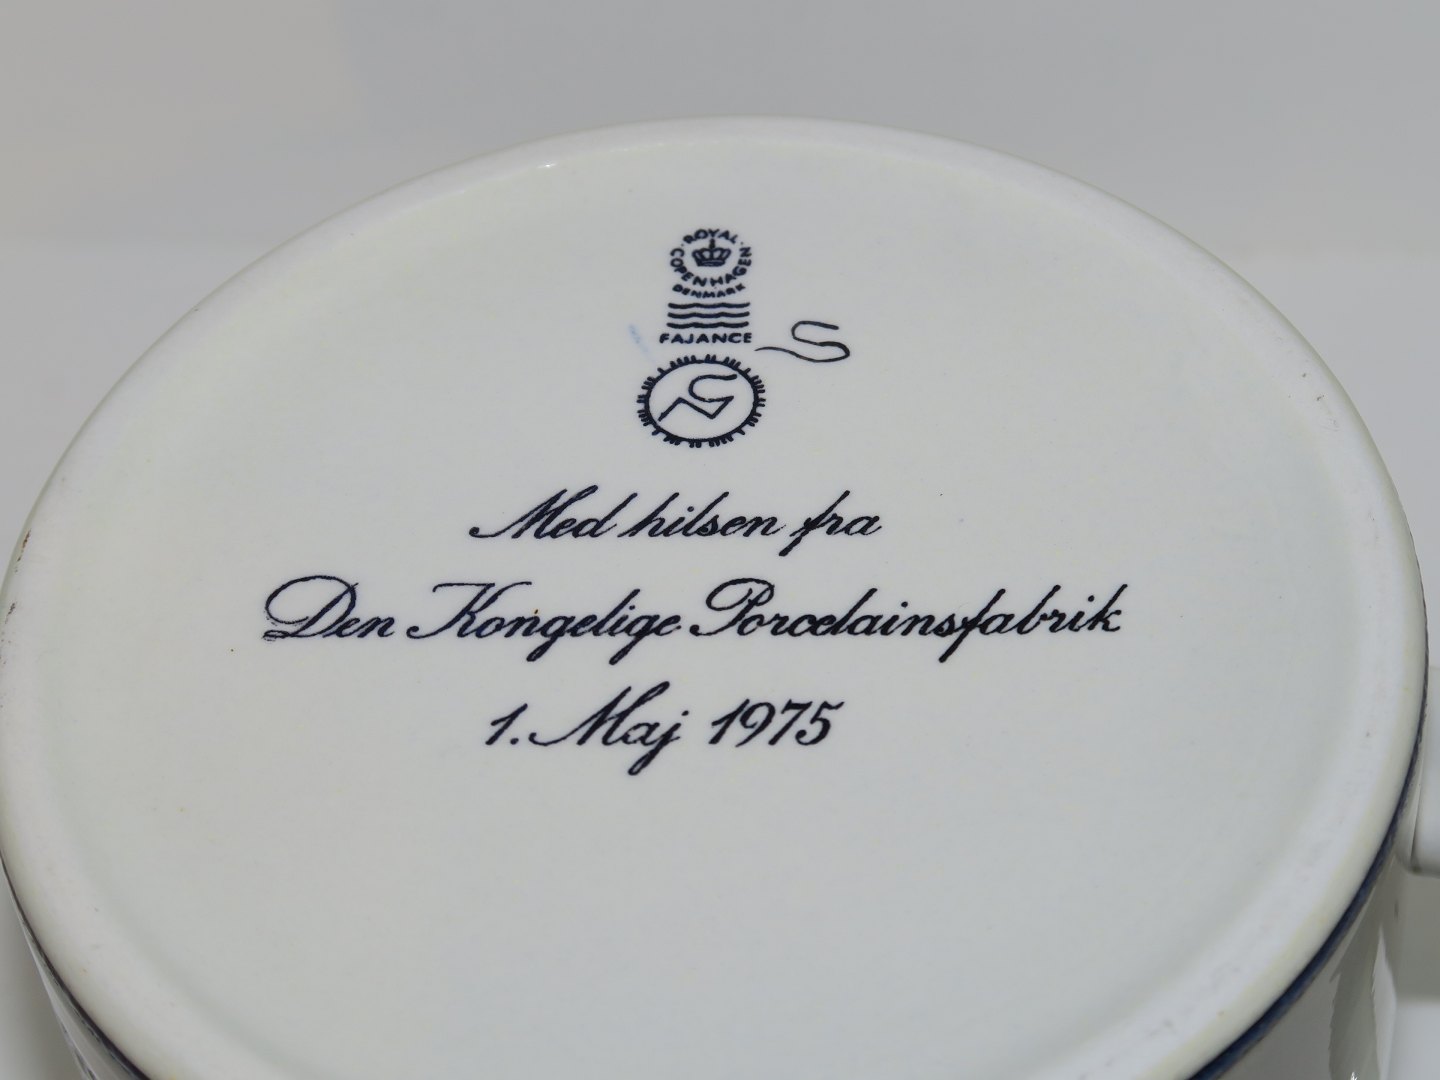 ROYAL
COPENHAGEN
DENMARK
FAJANCE
S
Med hilsen fra
Den Kongelige Porcelainsfabrik
1. Maj 1975